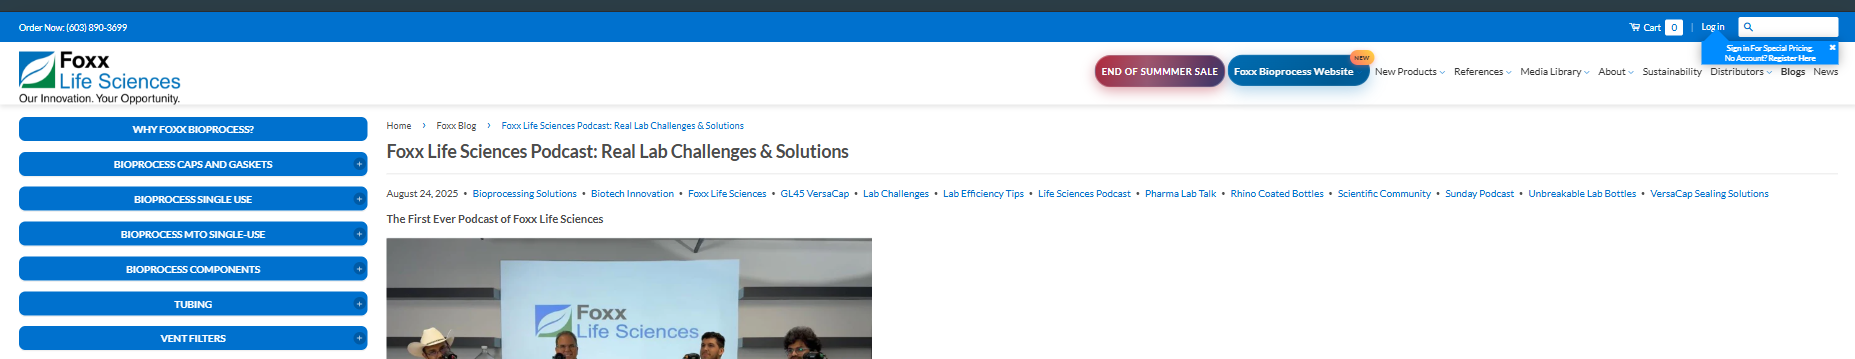 Order Now: (603) 890-3699
Cart 0 | Log in
Sign in For Special Pricing.
No Account? Register Here
Foxx
Life Sciences
Our Innovation. Your Opportunity.
END OF SUMMMER SALE
Foxx Bioprocess Website
NEW
New Products
References
Media Library
About
Sustainability
Distributors
Blogs
News
WHY FOXX BIOPROCESS?
BIOPROCESS CAPS AND GASKETS
BIOPROCESS SINGLE USE
BIOPROCESS MTO SINGLE-USE
BIOPROCESS COMPONENTS
TUBING
VENT FILTERS
Home › Foxx Blog › Foxx Life Sciences Podcast: Real Lab Challenges & Solutions
Foxx Life Sciences Podcast: Real Lab Challenges & Solutions
August 24, 2025 • Bioprocessing Solutions • Biotech Innovation • Foxx Life Sciences • GL45 VersaCap • Lab Challenges • Lab Efficiency Tips • Life Sciences Podcast • Pharma Lab Talk • Rhino Coated Bottles • Scientific Community • Sunday Podcast • Unbreakable Lab Bottles • VersaCap Sealing Solutions
The First Ever Podcast of Foxx Life Sciences
Foxx
Life Sciences